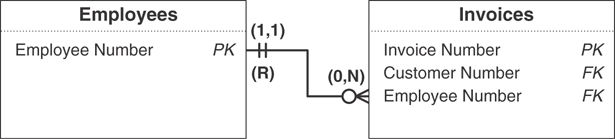 Employees
Employee Number PK
(1,1)
(R)
(0,N)
Invoices
Invoice Number PK
Customer Number FK
Employee Number FK